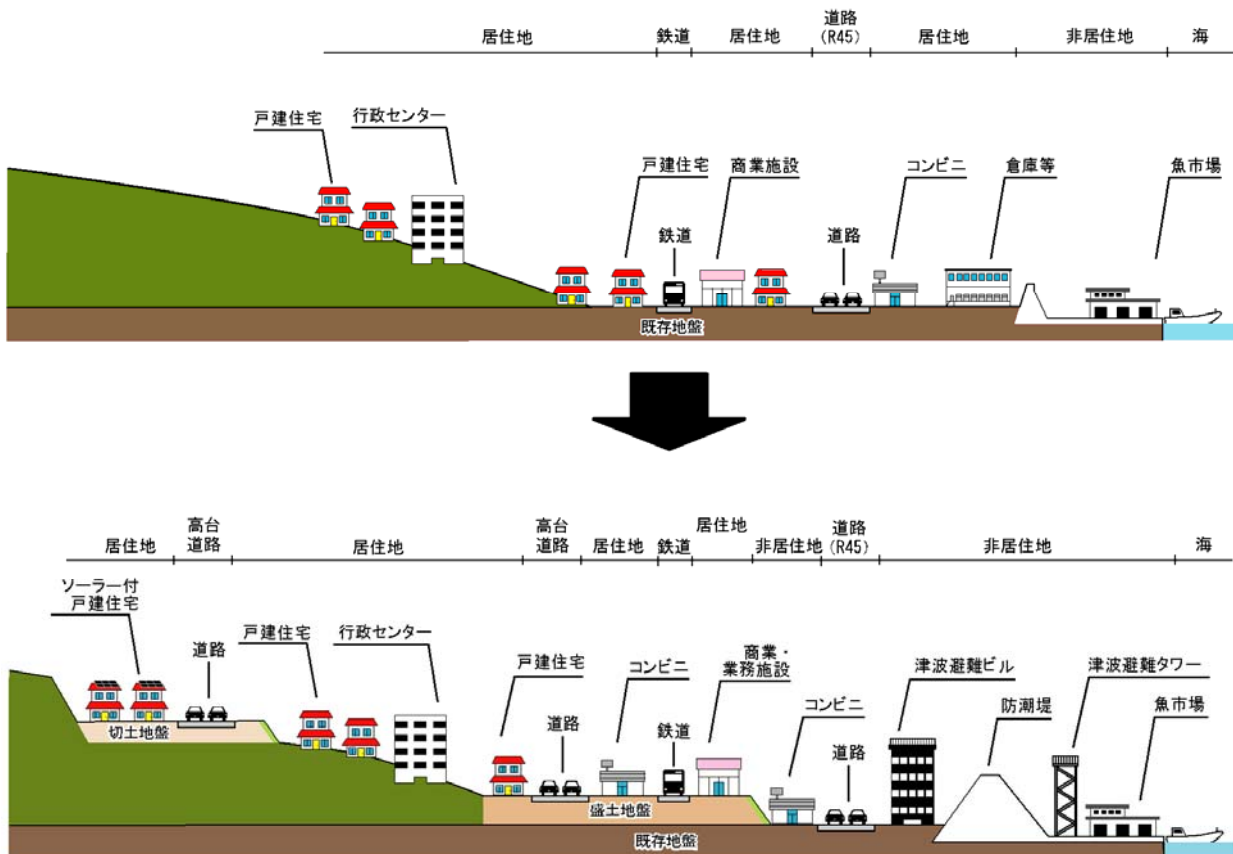 居住地
鉄道
居住地
道路
(R45)
居住地
非居住地
海
戸建住宅
行政センター
戸建住宅
商業施設
コンビニ
倉庫等
魚市場
鉄道
道路
既存地盤
居住地
高台
道路
居住地
高台
道路
居住地
鉄道
居住地
非居住地
道路
(R45)
非居住地
海
ソーラー付
戸建住宅
道路
戸建住宅
行政センター
戸建住宅
道路
コンビニ
鉄道
商業・
業務施設
コンビニ
道路
津波避難ビル
防潮堤
津波避難タワー
魚市場
切土地盤
盛土地盤
既存地盤